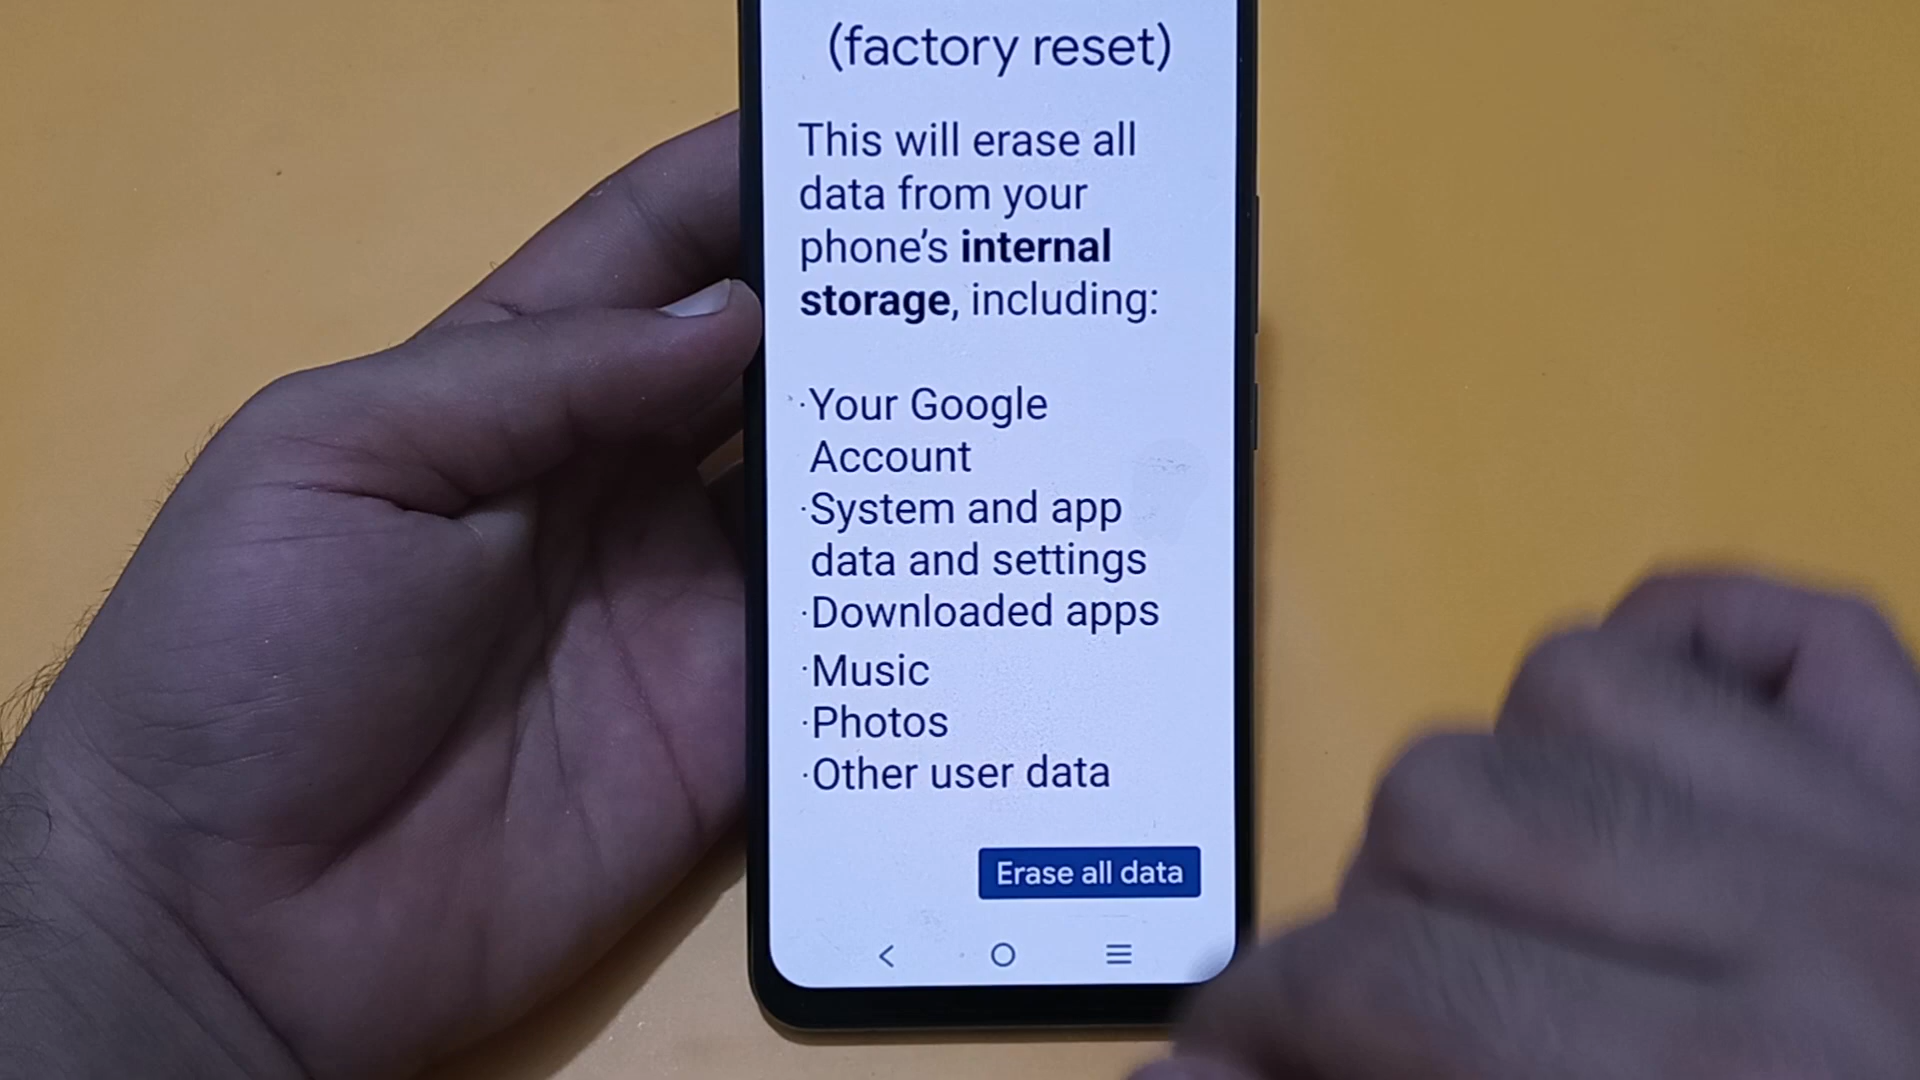 (factory reset)
This will erase all
data from your
phone’s internal
storage, including:
·Your Google
Account
·System and app
data and settings
·Downloaded apps
·Music
·Photos
·Other user data
Erase all data